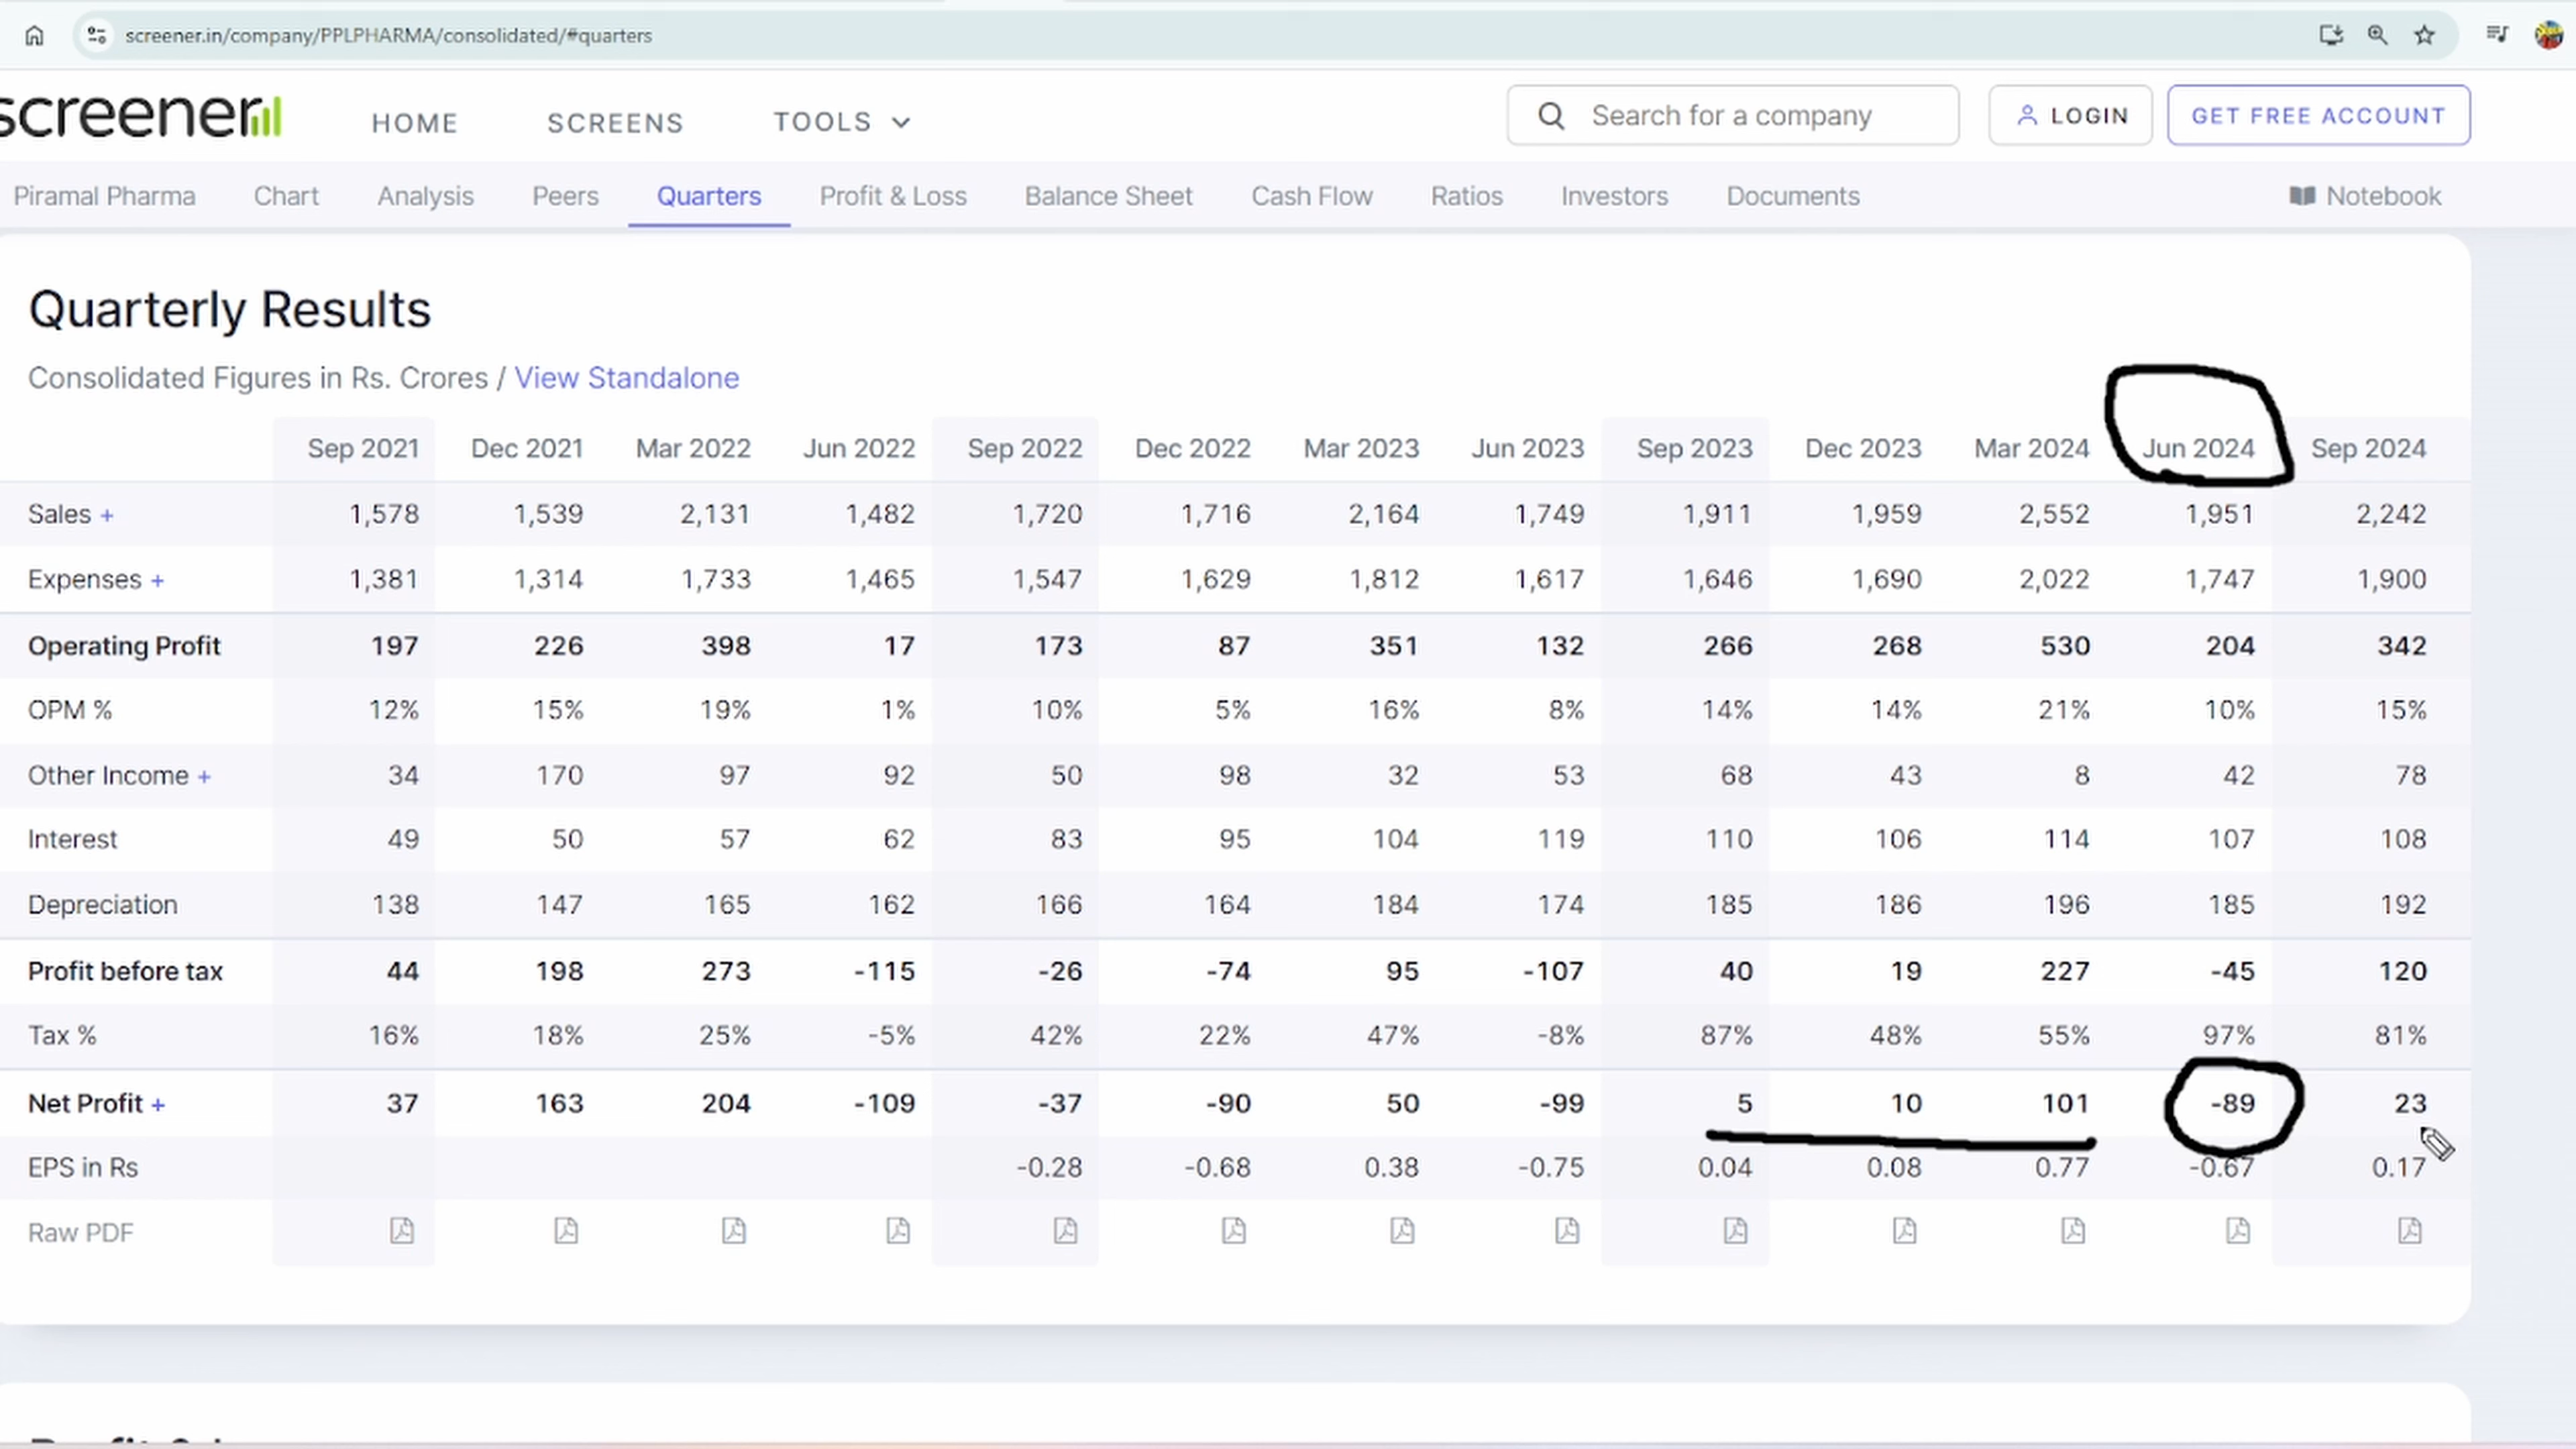 screener.in/company/PPLPHARMA/consolidated/#quarters
screener HOME SCREENS TOOLS Search for a company LOGIN GET FREE ACCOUNT
Piramal Pharma Chart Analysis Peers Quarters Profit & Loss Balance Sheet Cash Flow Ratios Investors Documents Notebook
Quarterly Results
Consolidated Figures in Rs. Crores / View Standalone
Sep 2021 Dec 2021 Mar 2022 Jun 2022 Sep 2022 Dec 2022 Mar 2023 Jun 2023 Sep 2023 Dec 2023 Mar 2024 Jun 2024 Sep 2024
Sales + 1,578 1,539 2,131 1,482 1,720 1,716 2,164 1,749 1,911 1,959 2,552 1,951 2,242
Expenses + 1,381 1,314 1,733 1,465 1,547 1,629 1,812 1,617 1,646 1,690 2,022 1,747 1,900
Operating Profit 197 226 398 17 173 87 351 132 266 268 530 204 342
OPM % 12% 15% 19% 1% 10% 5% 16% 8% 14% 14% 21% 10% 15%
Other Income + 34 170 97 92 50 98 32 53 68 43 8 42 78
Interest 49 50 57 62 83 95 104 119 110 106 114 107 108
Depreciation 138 147 165 162 166 164 184 174 185 186 196 185 192
Profit before tax 44 198 273 -115 -26 -74 95 -107 40 19 227 -45 120
Tax % 16% 18% 25% -5% 42% 22% 47% -8% 87% 48% 55% 97% 81%
Net Profit + 37 163 204 -109 -37 -90 50 -99 5 10 101 -89 23
EPS in Rs -0.28 -0.68 0.38 -0.75 0.04 0.08 0.77 -0.67 0.17
Raw PDF